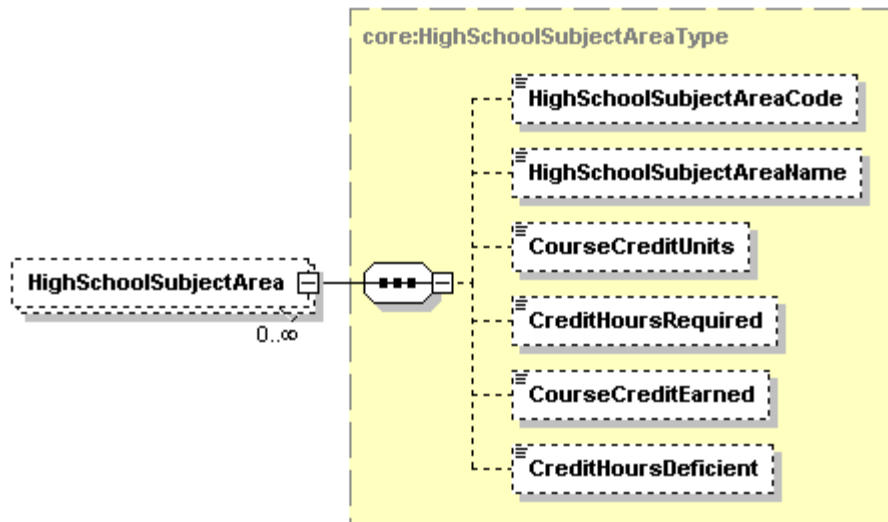 core:HighSchoolSubjectAreaType
HighSchoolSubjectAreaCode
HighSchoolSubjectAreaName
CourseCreditUnits
HighSchoolSubjectArea
0..∞
CreditHoursRequired
CourseCreditEarned
CreditHoursDeficient